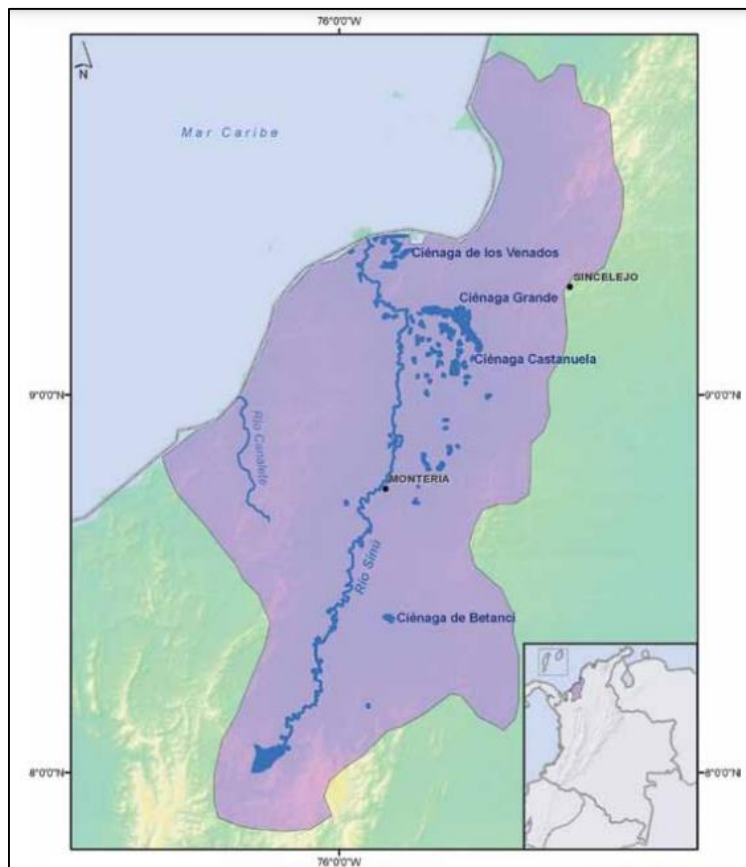 76°0'0"W
N
Mar Caribe
Ciénaga de los Venados
SINCELEJO
Ciénaga Grande
Ciénaga Castanuela
9°0'0"N
9°0'0"N
Río Canalete
MONTERIA
Río Sinú
Ciénaga de Betanci
8°0'0"N
8°0'0"N
76°0'0"W